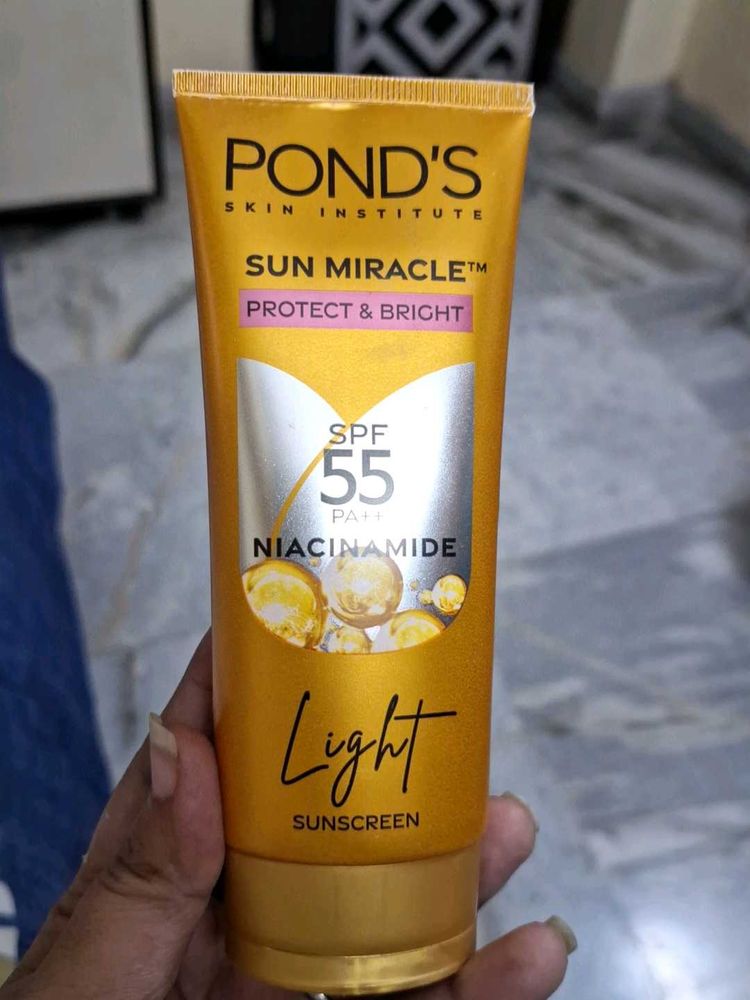 POND'S
SKIN INSTITUTE
SUN MIRACLE™
PROTECT & BRIGHT
SPF
55
PA++
NIACINAMIDE
Light
SUNSCREEN